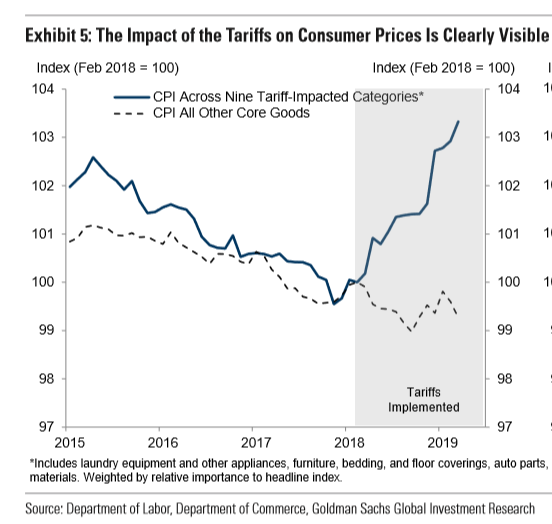 Exhibit 5: The Impact of the Tariffs on Consumer Prices Is Clearly Visible
Index (Feb 2018 = 100) Index (Feb 2018 = 100)
CPI Across Nine Tariff-Impacted Categories*
CPI All Other Core Goods
104 104
103 103
102 102
101 101
100 100
99 99
98 98
97 97
Tariffs
Implemented
2015 2016 2017 2018 2019
*Includes laundry equipment and other appliances, furniture, bedding, and floor coverings, auto parts,
materials. Weighted by relative importance to headline index.
Source: Department of Labor, Department of Commerce, Goldman Sachs Global Investment Research